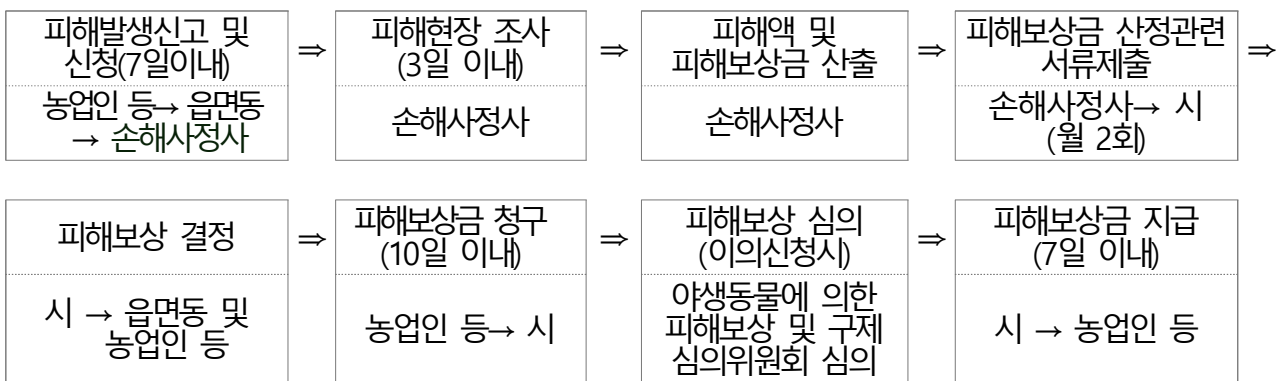 피해발생신고 및
신청(7일이내)
농업인 등→ 읍면동
→ 손해사정사
⇒
피해현장 조사
(3일 이내)
손해사정사
⇒
피해액 및
피해보상금 산출
손해사정사
⇒
피해보상금 산정관련
서류제출
손해사정사→ 시
(월 2회)
⇒
피해보상 결정
시 → 읍면동 및
농업인 등
⇒
피해보상금 청구
(10일 이내)
농업인 등→ 시
⇒
피해보상 심의
(이의신청시)
야생동물에 의한
피해보상 및 구제
심의위원회 심의
⇒
피해보상금 지급
(7일 이내)
시 → 농업인 등